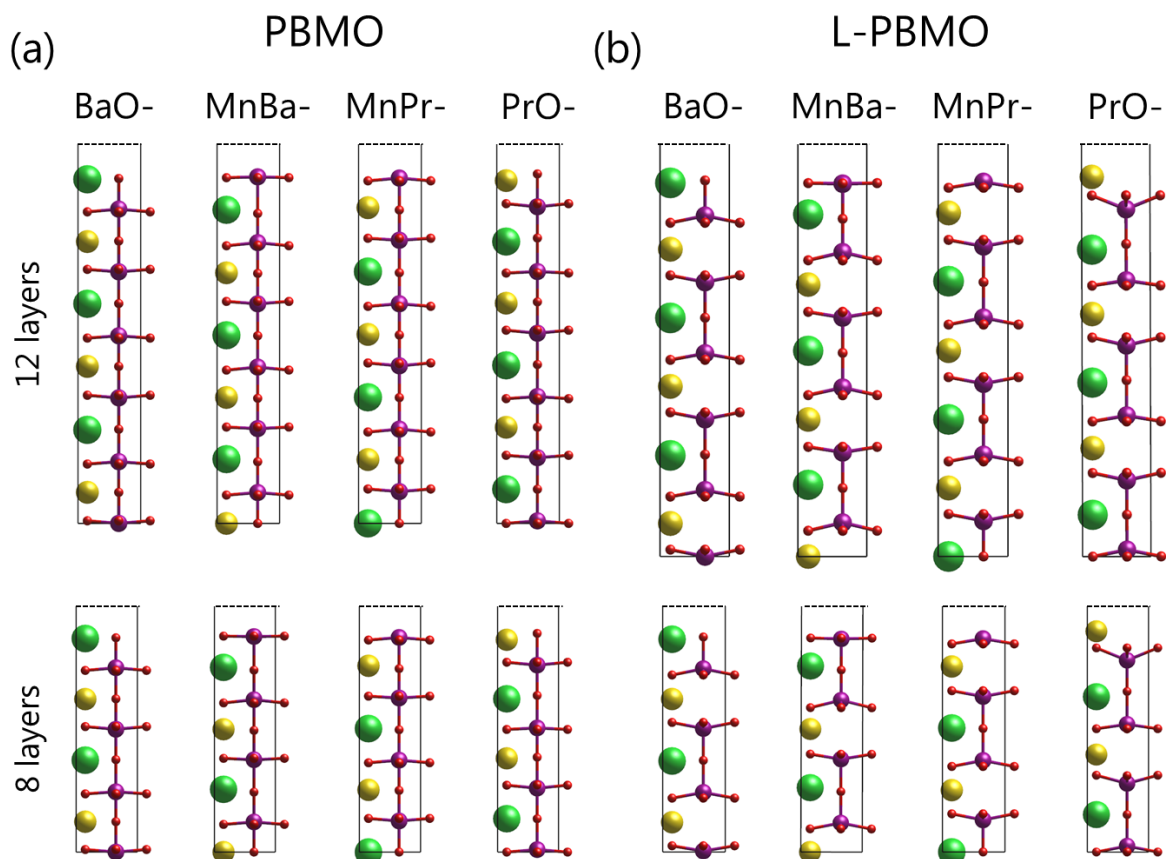 (a) PBMO (b) L-PBMO
BaO- MnBa- MnPr- PrO- BaO- MnBa- MnPr- PrO-
12 layers
8 layers